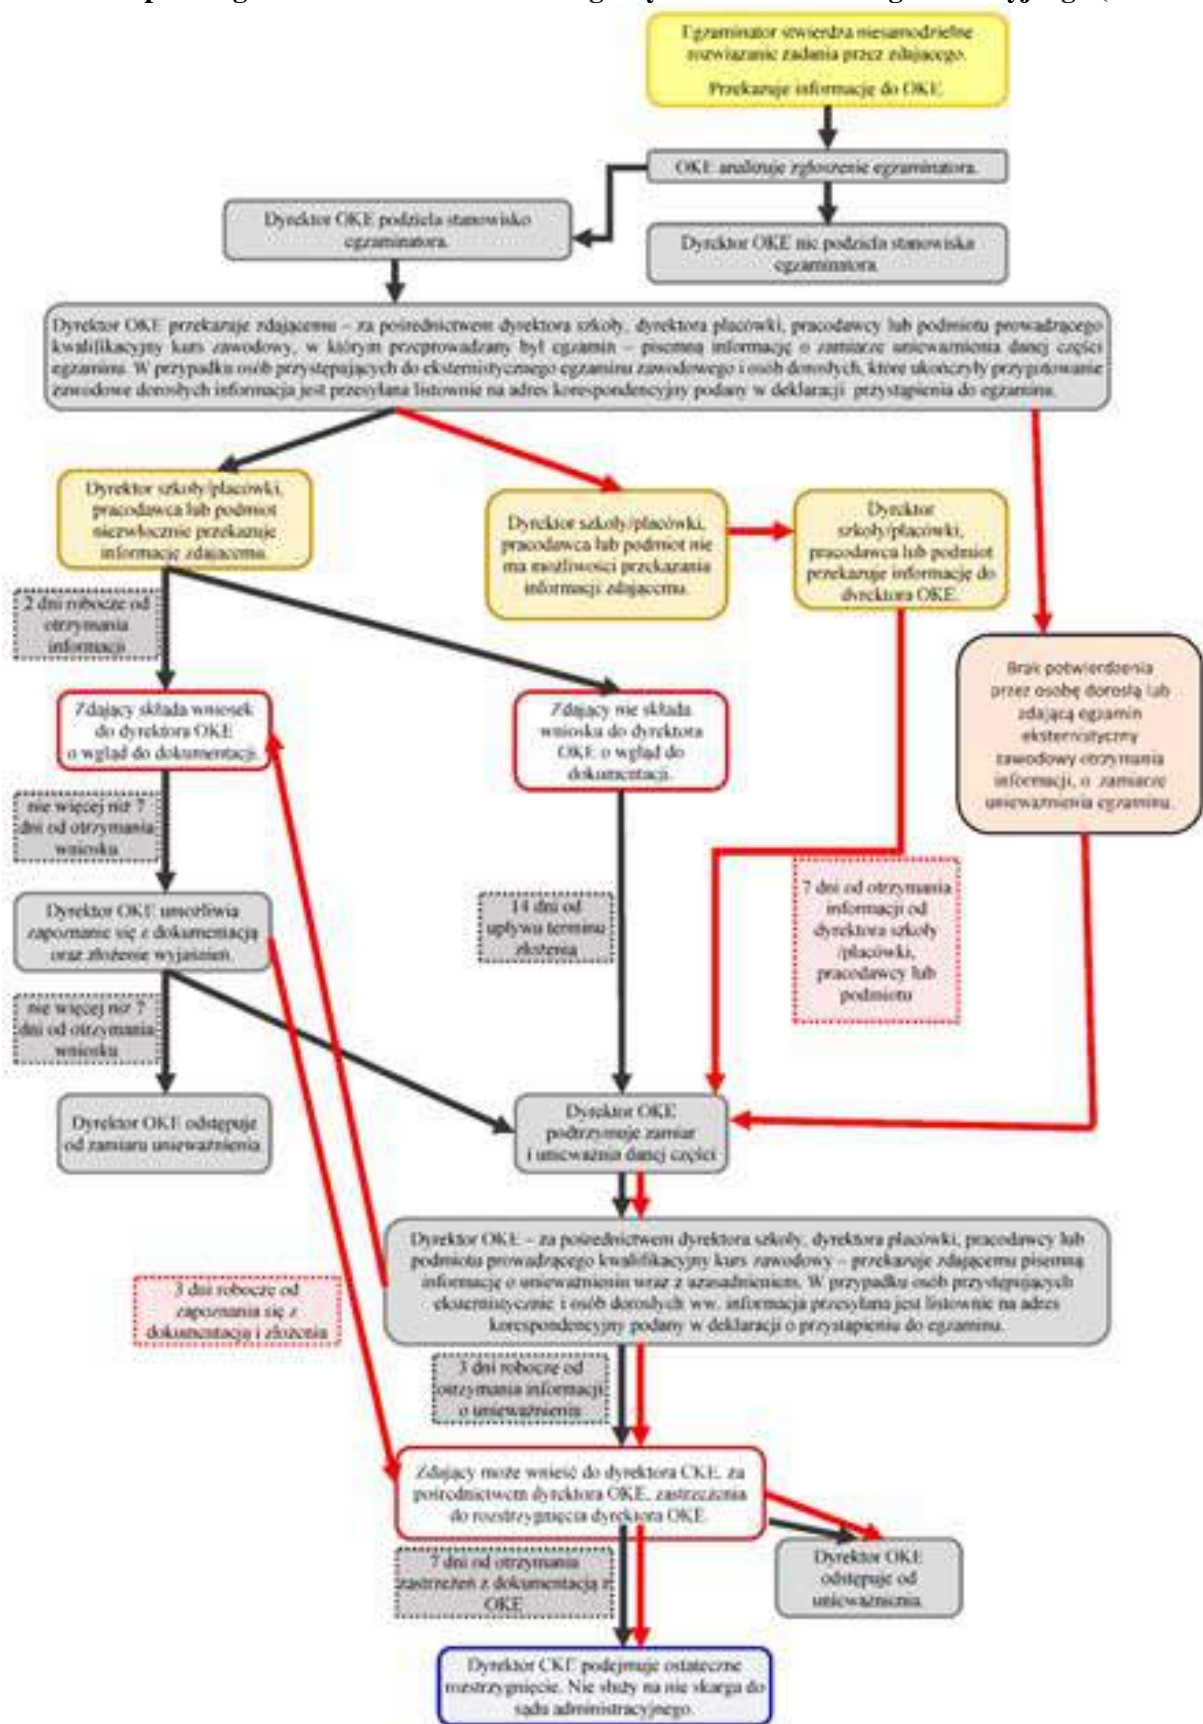 Egzaminator stwierdza niesamodzielne
rozwiązanie zadania przez zdającego.
Przekazuje informację do OKE.
OKE analizuje zgłoszenie egzaminatora.
Dyrektor OKE podziela stanowisko
egzaminatora.
Dyrektor OKE nie podziela stanowiska
egzaminatora.
Dyrektor OKE przekazuje zdającemu – za pośrednictwem dyrektora szkoły, dyrektora placówki, pracodawcy lub podmiotu prowadzącego
kwalifikacyjny kurs zawodowy, w którym przeprowadzany był egzamin – pisemną informację o zamiarze unieważnienia danej części
egzaminu. W przypadku osób przystępujących do eksternistycznego egzaminu zawodowego i osób dorosłych, które ukończyły przygotowanie
zawodowe dorosłych informacja jest przesyłana listownie na adres korespondencyjny podany w deklaracji przystąpienia do egzaminu.
Dyrektor szkoły/placówki,
pracodawca lub podmiot
niezwłocznie przekazuje
informację zdającemu.
Dyrektor szkoły/placówki,
pracodawca lub podmiot nie
ma możliwości przekazania
informacji zdającemu.
Dyrektor
szkoły/placówki,
pracodawca lub podmiot
przekazuje informację do
dyrektora OKE.
2 dni robocze od
otrzymania
informacji
Brak potwierdzenia
przez osobę dorosłą lub
zdającą egzamin
eksternistyczny
zawodowy otrzymania
informacji, o zamiarze
unieważnienia egzaminu.
Zdający składa wniosek
do dyrektora OKE
o wgląd do dokumentacji.
Zdający nie składa
wniosku do dyrektora
OKE o wgląd do
dokumentacji.
nie więcej niż 7
dni od otrzymania
wniosku
7 dni od otrzymania
informacji od
dyrektora szkoły
/placówki,
pracodawcy lub
podmiotu
Dyrektor OKE umożliwia
zapoznanie się z dokumentacją
oraz złożenie wyjaśnień.
14 dni od
upływu terminu
złożenia
nie więcej niż 7
dni od otrzymania
wniosku
Dyrektor OKE odstępuje
od zamiaru unieważnienia.
Dyrektor OKE
podtrzymuje zamiar
i unieważnia danej części
Dyrektor OKE – za pośrednictwem dyrektora szkoły, dyrektora placówki, pracodawcy lub
podmiotu prowadzącego kwalifikacyjny kurs zawodowy – przekazuje zdającemu pisemną
informację o unieważnieniu wraz z uzasadnieniem. W przypadku osób przystępujących
eksternistycznie i osób dorosłych ww. informacja przesyłana jest listownie na adres
korespondencyjny podany w deklaracji o przystąpieniu do egzaminu.
3 dni robocze od
zapoznania się z
dokumentacją i złożenia
3 dni robocze od
otrzymania informacji
o unieważnieniu
Zdający może wnieść do dyrektora CKE, za
pośrednictwem dyrektora OKE, zastrzeżenia
do rozstrzygnięcia dyrektora OKE.
7 dni od otrzymania
zastrzeżeń z dokumentacją z
OKE
Dyrektor OKE
odstępuje od
unieważnienia.
Dyrektor CKE podejmuje ostateczne
rozstrzygnięcie. Nie służy na nie skarga do
sądu administracyjnego.